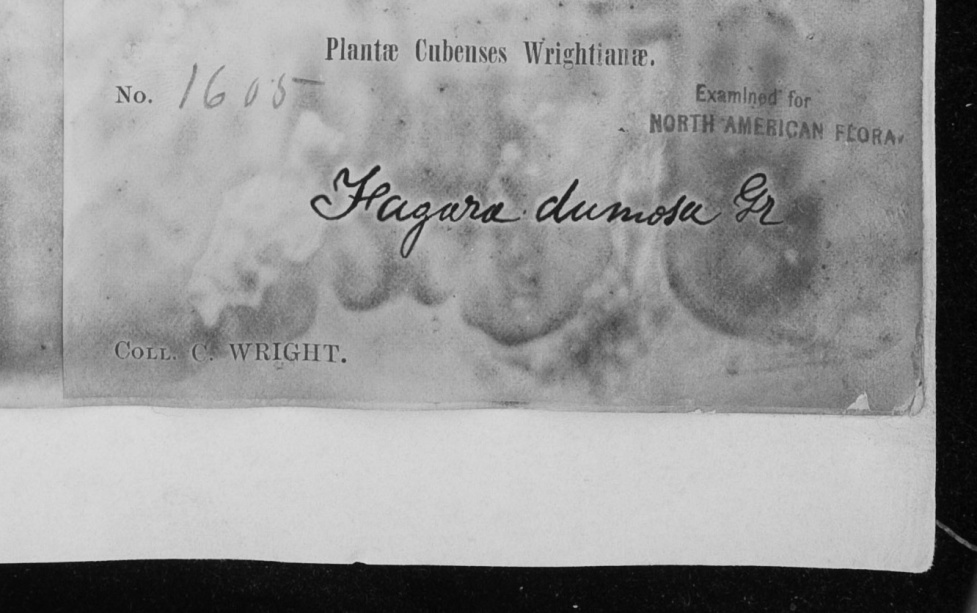 Plantæ Cubenses Wrightianæ.
No. 1605
Examined for
NORTH AMERICAN FLORA.
Fagara dumosa Gr
COLL. C. WRIGHT.